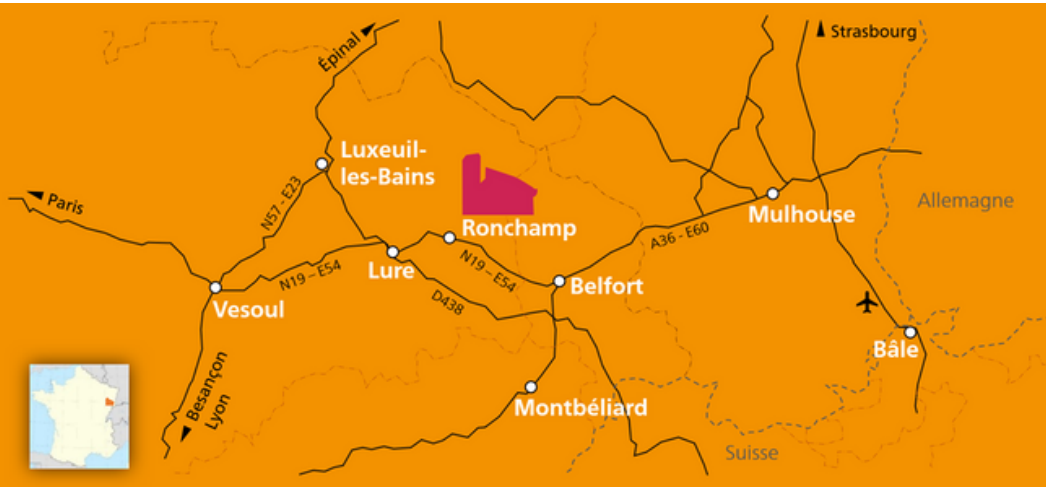 Épinal
Strasbourg
Luxeuil-
les-Bains
Allemagne
Paris
N57 - E23
Ronchamp
Mulhouse
A36 - E60
Lure
N19 – E54
N19 – E54
Belfort
D438
Vesoul
Bâle
Besançon
Lyon
Montbéliard
Suisse